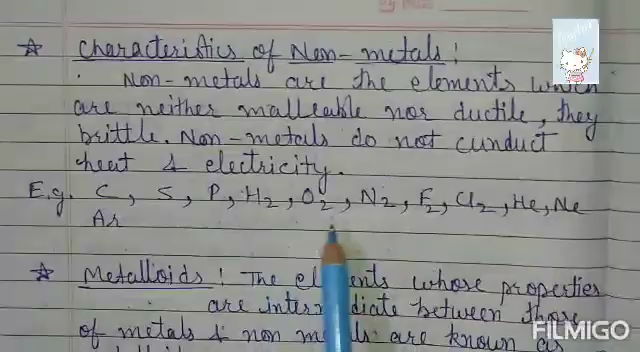 ☆ Characteristics of Non-metals:
Non-metals are the elements which
are neither malleable nor ductile, they
brittle. Non-metals do not cunduct
heat & electricity.
E.g. C, S, P, H2, O2, N2, F2, Cl2, He, Ne
Ar
☆ Metalloids: The elements whose properties
are intermediate between those
of metals & non metals are known as
FILMIGO